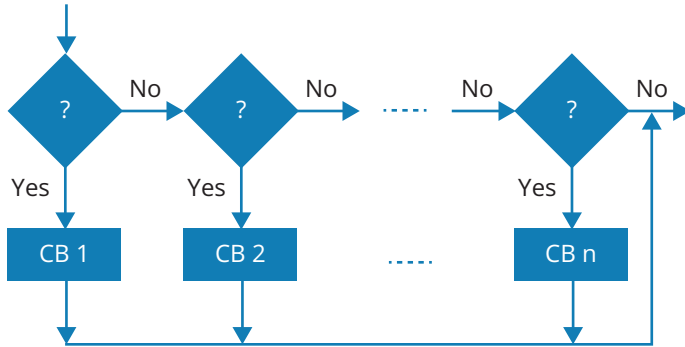 No No No No
? ? ?
Yes Yes Yes
CB 1 CB 2 CB n